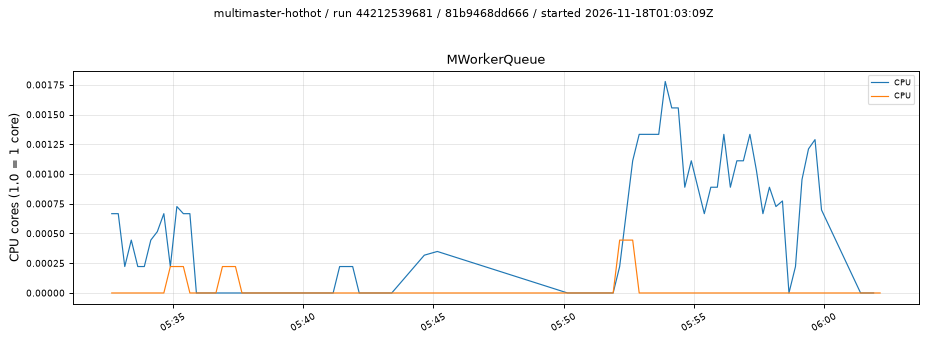 multimaster-hothot / run 44212539681 / 81b9468dd666 / started 2026-11-18T01:03:09Z
MWorkerQueue
CPU
CPU
CPU cores (1.0 = 1 core)
0.00175
0.00150
0.00125
0.00100
0.00075
0.00050
0.00025
0.00000
05:35
05:40
05:45
05:50
05:55
06:00